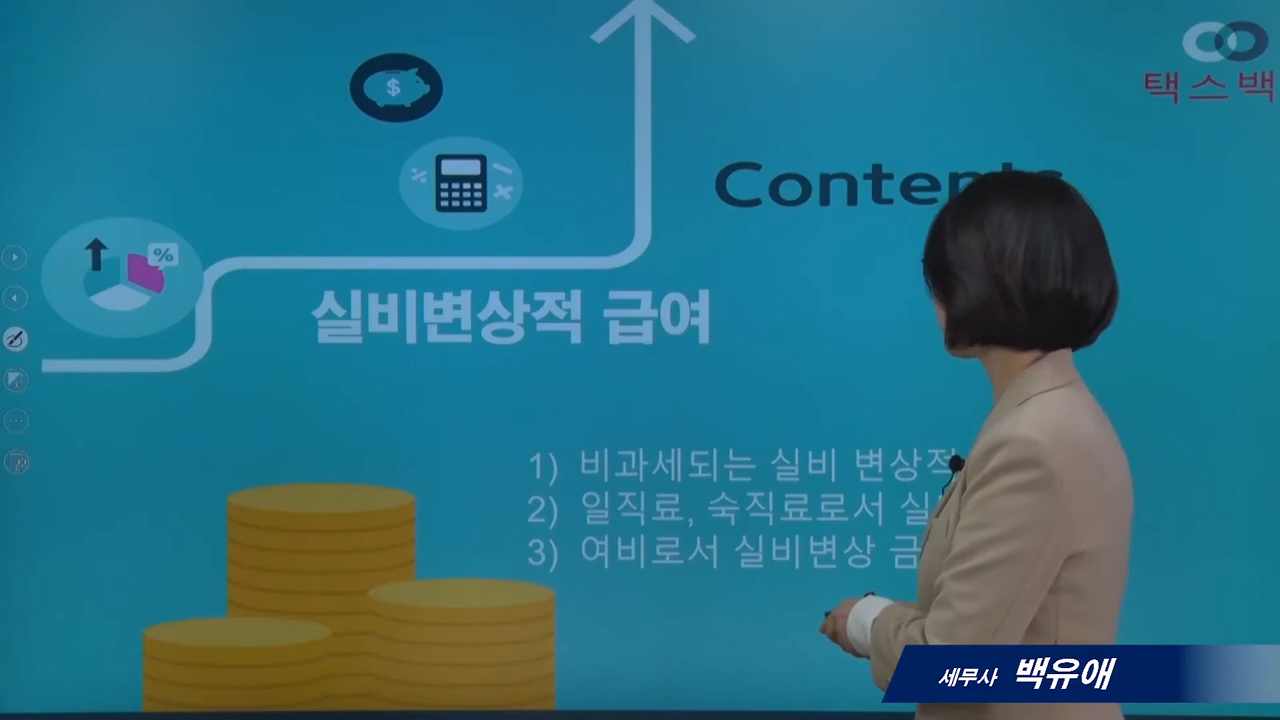 택스백
Contents
%
$
실비변상적 급여
1) 비과세되는 실비 변상적
2) 일직료, 숙직료로서 실
3) 여비로서 실비변상 금
세무사 백유애